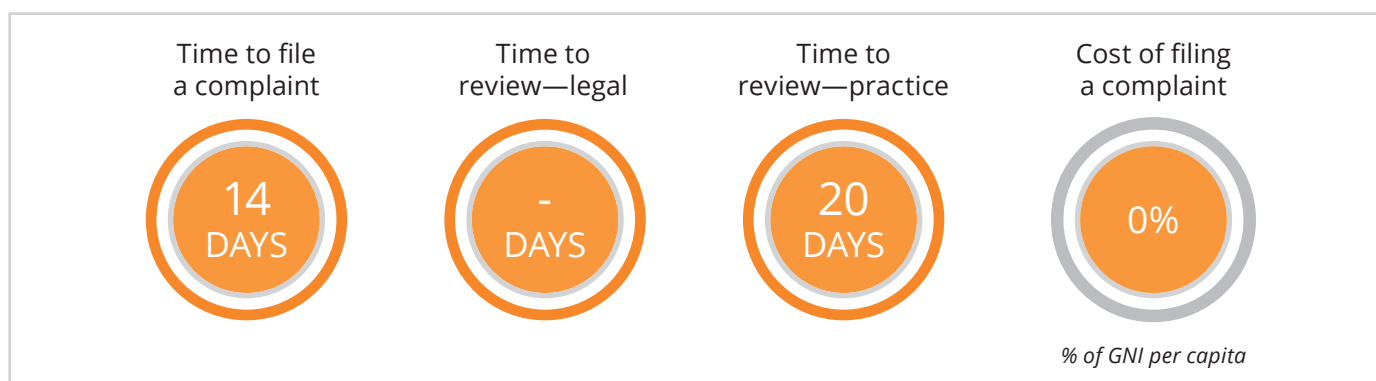 Time to file
a complaint
14
DAYS
Time to
review—legal
-
DAYS
Time to
review—practice
20
DAYS
Cost of filing
a complaint
0%
% of GNI per capita